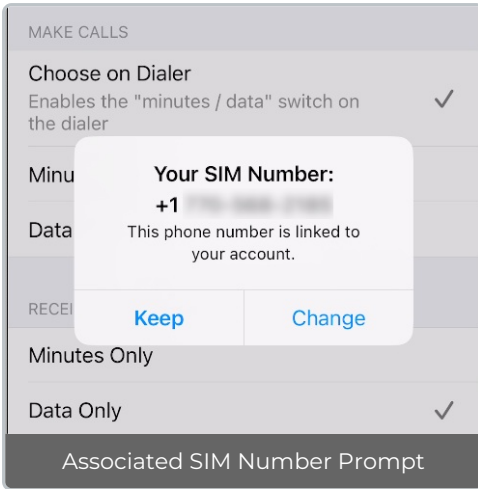 MAKE CALLS
Choose on Dialer
Enables the "minutes / data" switch on
the dialer
Minu
Your SIM Number:
+1
Data
This phone number is linked to
your account.
RECEI
Keep
Change
Minutes Only
Data Only
Associated SIM Number Prompt